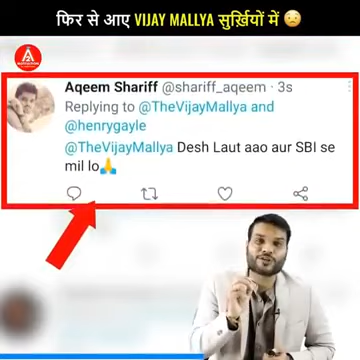 फिर से आए VIJAY MALLYA सुर्ख़ियों में 😟
A2
Aqeem Shariff @shariff_aqeem · 3s
Replying to @TheVijayMallya and
@henrygayle
@TheVijayMallya Desh Laut aao aur SBI se
mil lo🙏